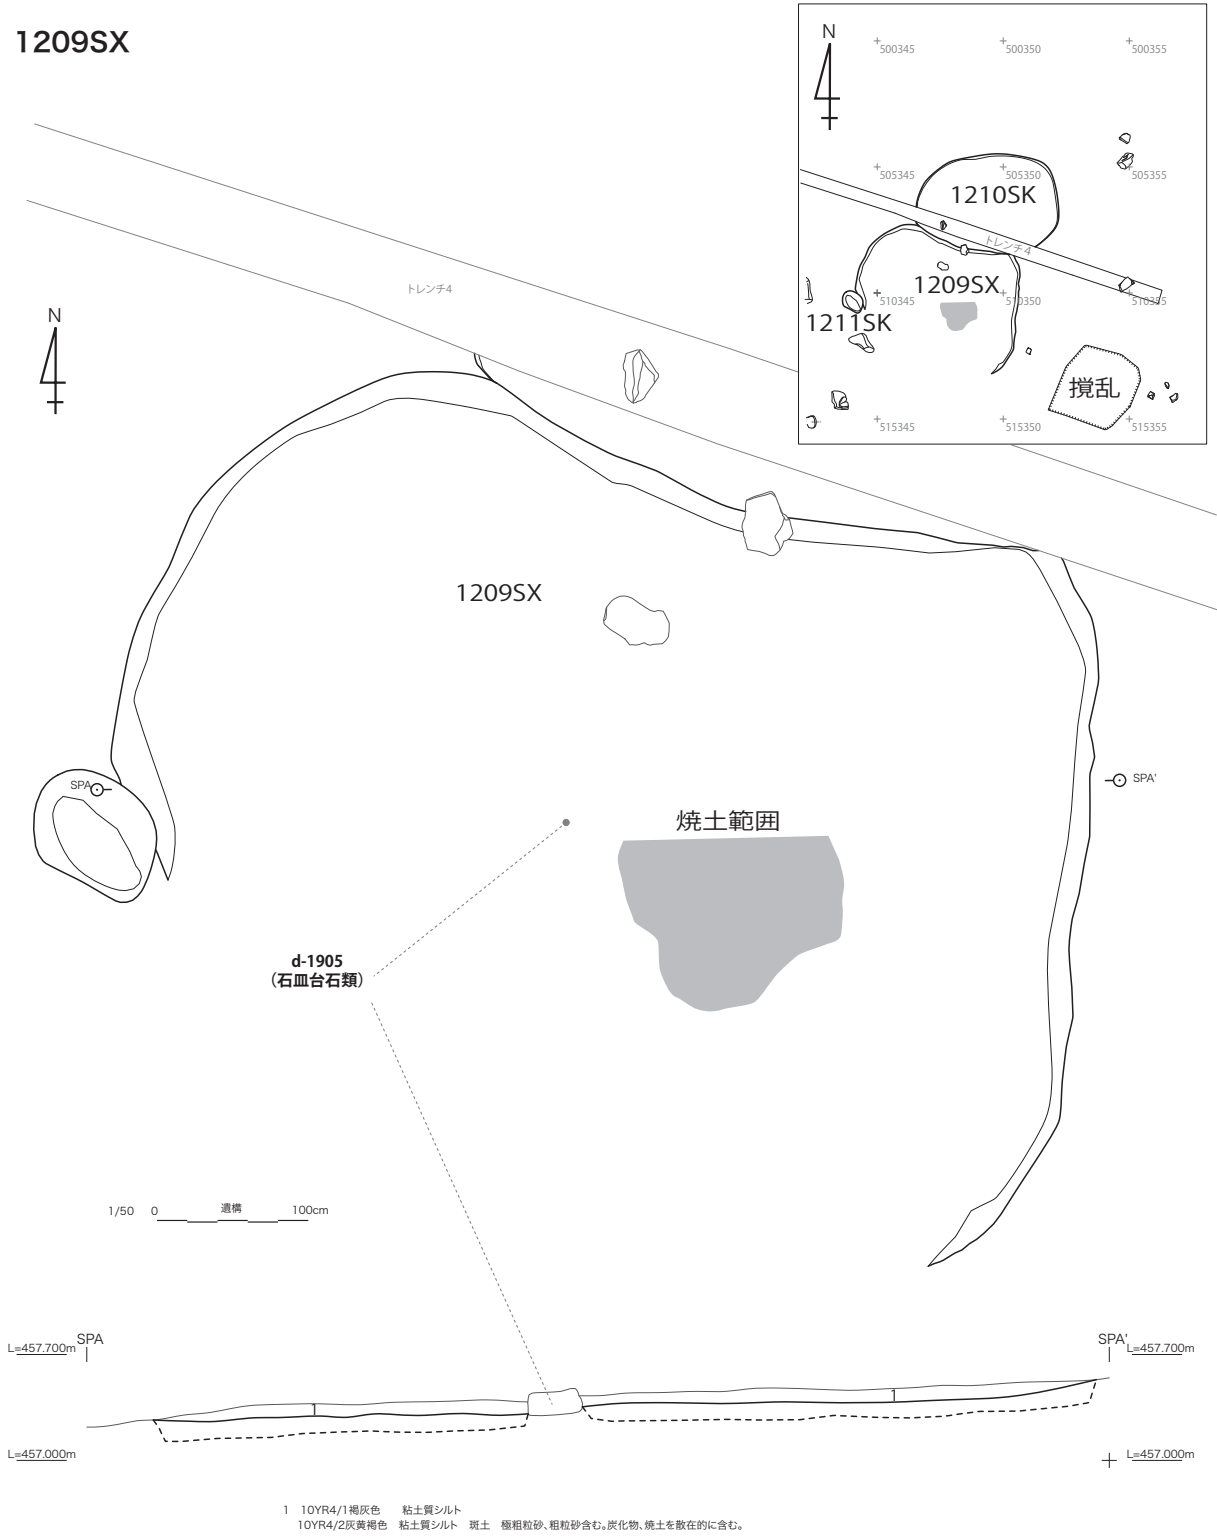 1209SX
N
500345
500350
500355
505345
505350
505355
1210SK
トレンチ4
1209SX
510345
510350
510355
1211SK
撹乱
515345
515350
515355
トレンチ4
N
1209SX
SPA
SPA'
焼土範囲
d-1905
（石皿台石類）
1/50 0 遺構 100cm
L=457.700m SPA
SPA' L=457.700m
1
1
L=457.000m
L=457.000m
1 10YR4/1褐灰色 粘土質シルト
10YR4/2灰黄褐色 粘土質シルト 斑土 極粗粒砂、粗粒砂含む。炭化物、焼土を散在的に含む。